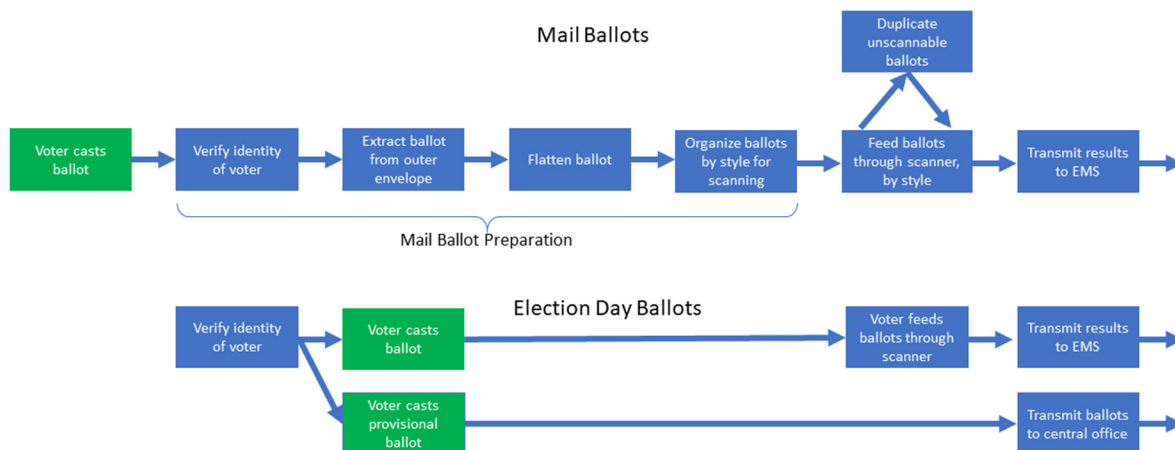 Mail Ballots
Duplicate
unscannable
ballots
Voter casts
ballot
Verify identity
of voter
Extract ballot
from outer
envelope
Flatten ballot
Organize ballots
by style for
scanning
Feed ballots
through scanner,
by style
Transmit results
to EMS
Mail Ballot Preparation
Election Day Ballots
Verify identity
of voter
Voter casts
ballot
Voter feeds
ballots through
scanner
Transmit results
to EMS
Voter casts
provisional
ballot
Transmit ballots
to central office